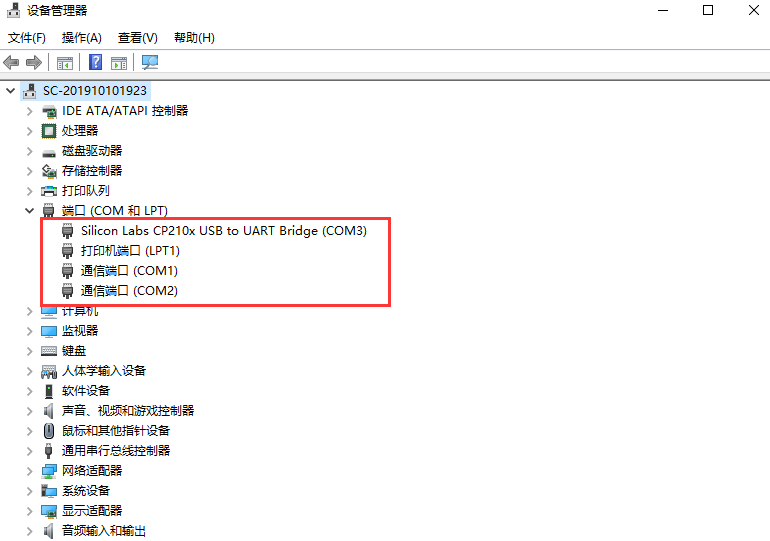 设备管理器
文件(F) 操作(A) 查看(V) 帮助(H)
SC-201910101923
IDE ATA/ATAPI 控制器
处理器
磁盘驱动器
存储控制器
打印队列
端口 (COM 和 LPT)
Silicon Labs CP210x USB to UART Bridge (COM3)
打印机端口 (LPT1)
通信端口 (COM1)
通信端口 (COM2)
计算机
监视器
键盘
人体学输入设备
软件设备
声音、视频和游戏控制器
鼠标和其他指针设备
通用串行总线控制器
网络适配器
系统设备
显示适配器
音频输入和输出